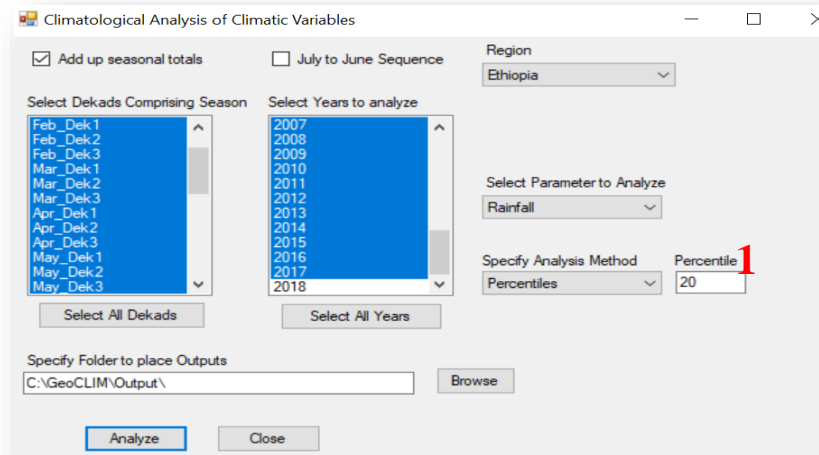 Climatological Analysis of Climatic Variables
Add up seasonal totals
July to June Sequence
Region
Ethiopia
Select Dekads Comprising Season
Feb_Dek1
Feb_Dek2
Feb_Dek3
Mar_Dek1
Mar_Dek2
Mar_Dek3
Apr_Dek1
Apr_Dek2
Apr_Dek3
May_Dek1
May_Dek2
May_Dek3
Select All Dekads
Select Years to analyze
2007
2008
2009
2010
2011
2012
2013
2014
2015
2016
2017
2018
Select All Years
Select Parameter to Analyze
Rainfall
Specify Analysis Method
Percentiles
Percentile
1
20
Specify Folder to place Outputs
C:\GeoCLIM\Output\
Browse
Analyze
Close